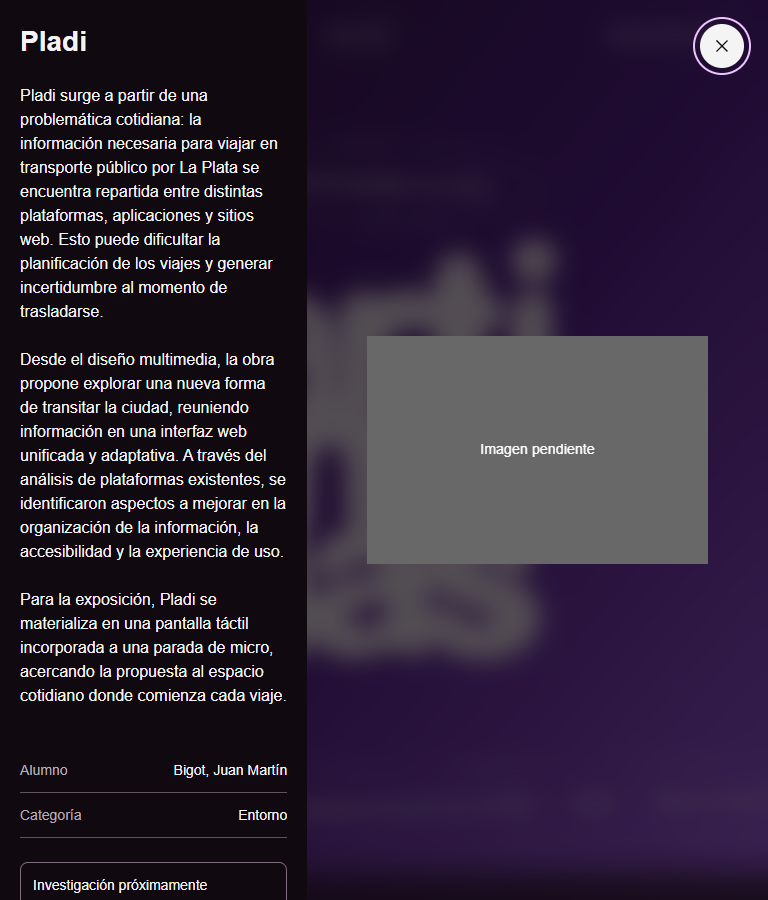 Pladi
Pladi surge a partir de una
problemática cotidiana: la
información necesaria para viajar en
transporte público por La Plata se
encuentra repartida entre distintas
plataformas, aplicaciones y sitios
web. Esto puede dificultar la
planificación de los viajes y generar
incertidumbre al momento de
trasladarse.
Desde el diseño multimedia, la obra
propone explorar una nueva forma
de transitar la ciudad, reuniendo
información en una interfaz web
unificada y adaptativa. A través del
análisis de plataformas existentes, se
identificaron aspectos a mejorar en la
organización de la información, la
accesibilidad y la experiencia de uso.
Para la exposición, Pladi se
materializa en una pantalla táctil
incorporada a una parada de micro,
acercando la propuesta al espacio
cotidiano donde comienza cada viaje.
Alumno Bigot, Juan Martín
Categoría Entorno
Investigación próximamente
Imagen pendiente